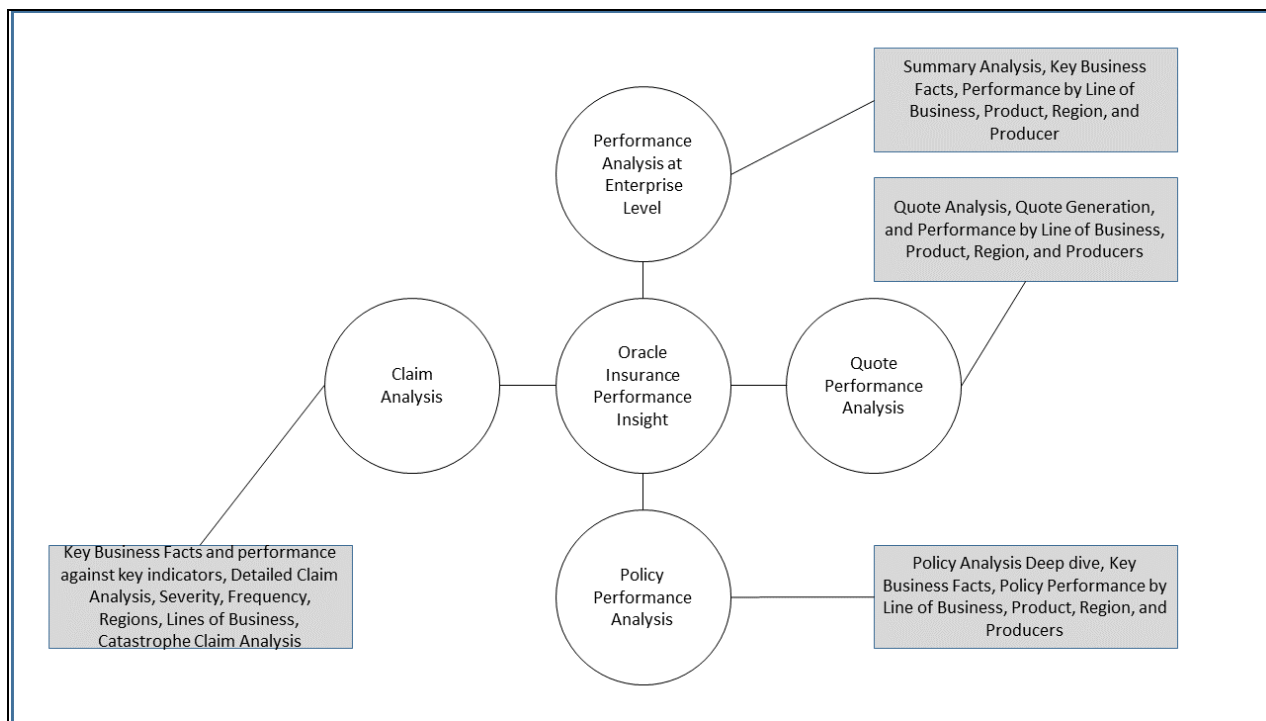 Summary Analysis, Key Business
Facts, Performance by Line of
Business, Product, Region, and
Producer
Performance
Analysis at
Enterprise
Level
Quote Analysis, Quote Generation,
and Performance by Line of Business,
Product, Region, and Producers
Claim
Analysis
Oracle
Insurance
Performance
Insight
Quote
Performance
Analysis
Key Business Facts and performance
against key indicators, Detailed Claim
Analysis, Severity, Frequency,
Regions, Lines of Business,
Catastrophe Claim Analysis
Policy
Performance
Analysis
Policy Analysis Deep dive, Key
Business Facts, Policy Performance by
Line of Business, Product, Region, and
Producers